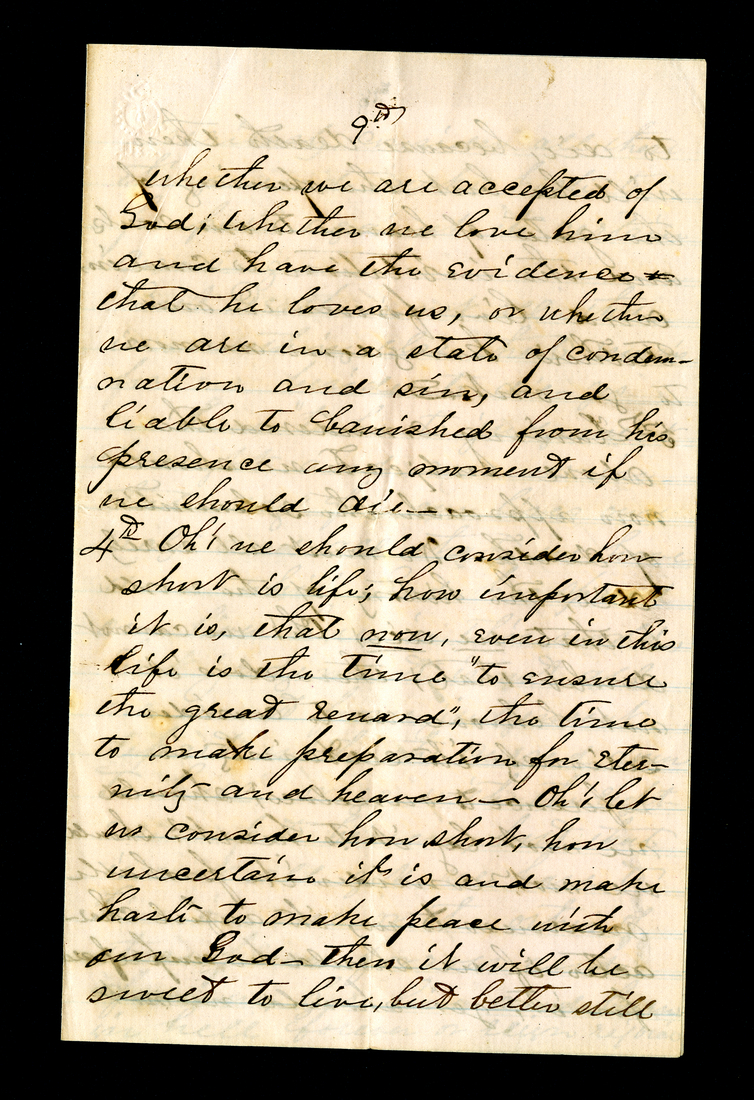 9th
whether we are accepted of
God; whether we love him
and have the evidence
that he loves us, or whether
we are in a state of condem-
nation and sin, and
liable to banished from his
presence any moment if
we should die—
4th Oh! we should consider how
short is life; how important
it is, that now, even in this
life is the time "to ensure
the great reward", the time
to make preparation for eter-
nity and heaven — Oh! let
us consider how short, how
uncertain it is and make
haste to make peace with
our God — then it will be
sweet to live, but better still